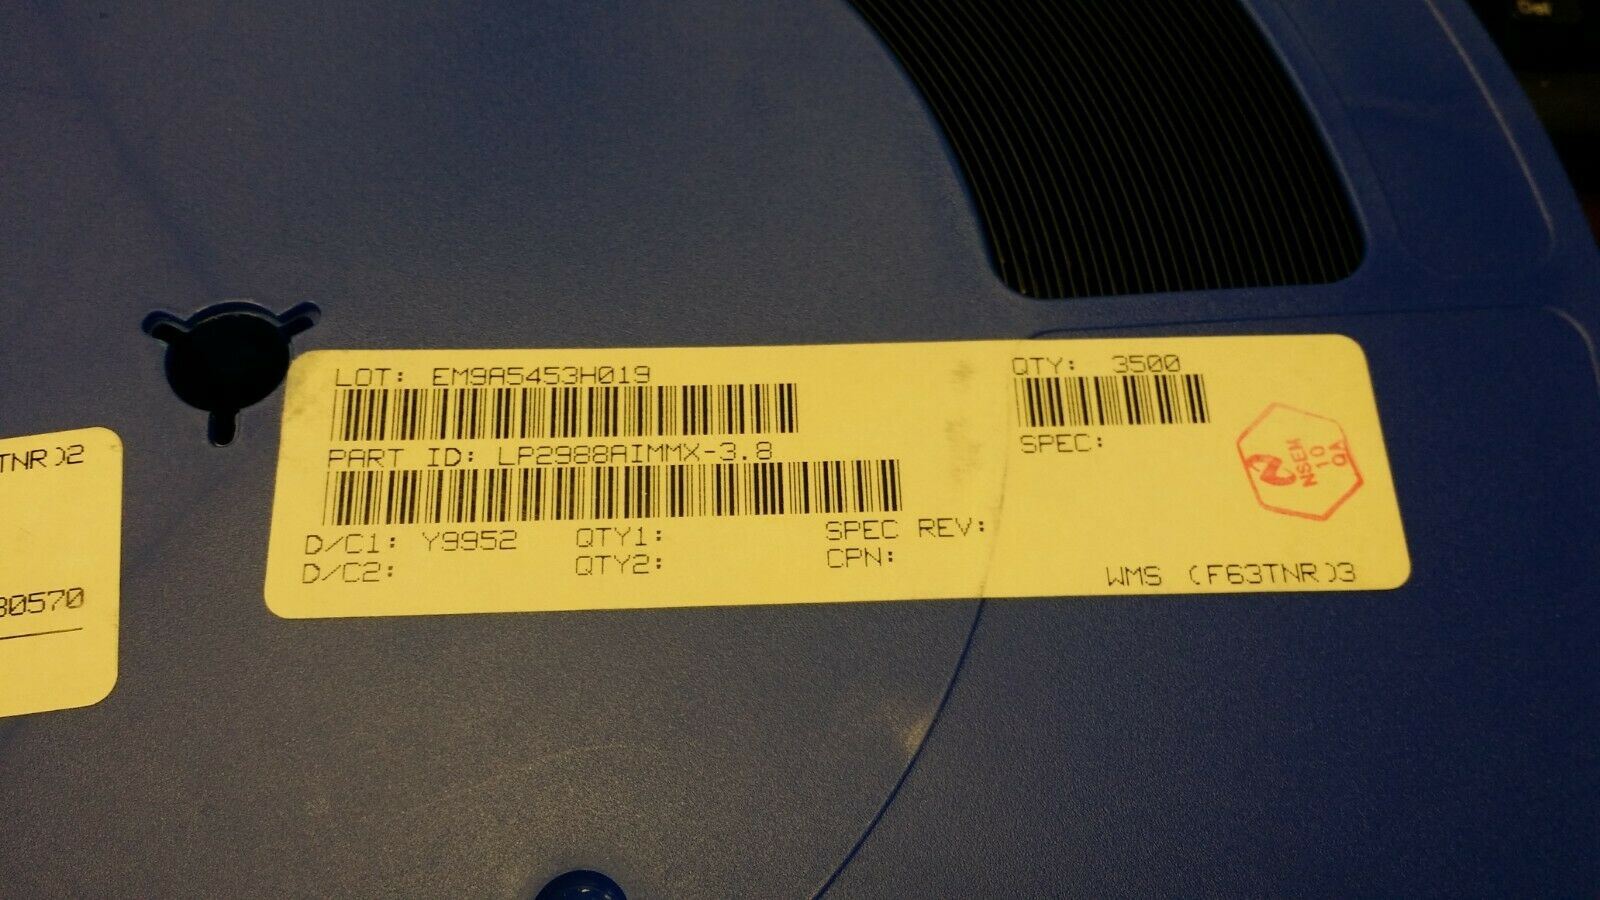 Del
LOT: EM9A5453H019
QTY: 3500
PART ID: LP2988AIMMX-3.8
SPEC:
NSEM
10
QA
D/C1: Y9952 QTY1: SPEC REV:
D/C2: QTY2: CPN:
WMS (F63TNR)3
TNR)2
30570